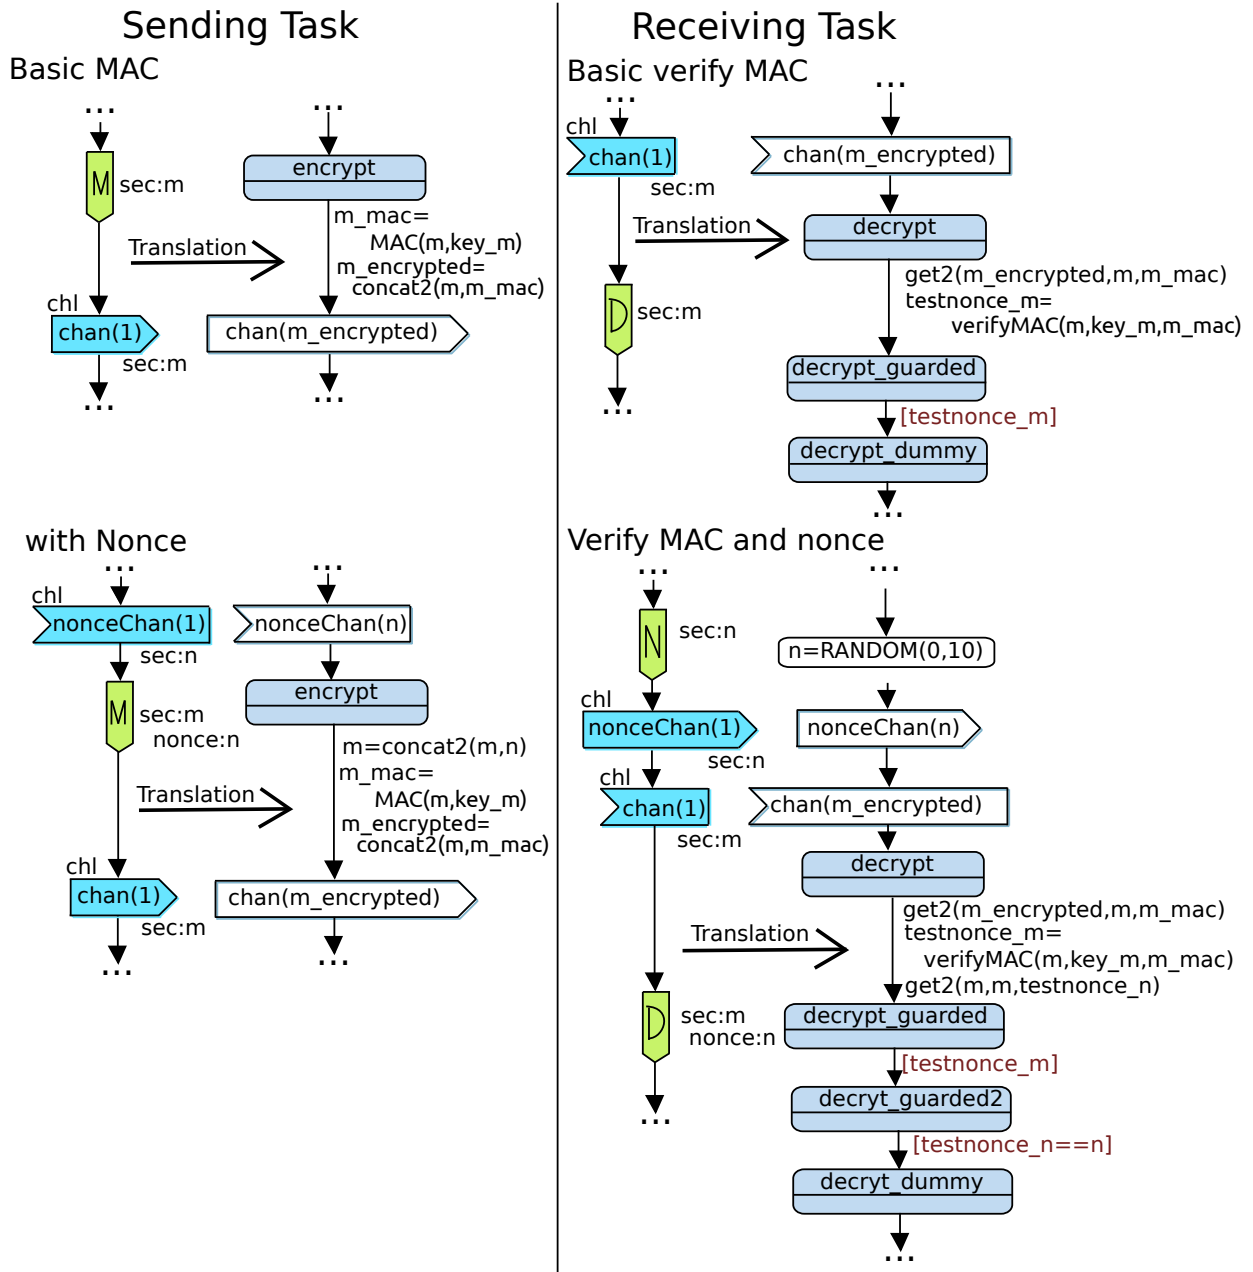 Sending Task
Basic MAC
...
M
sec:m
chl
chan(1)
sec:m
...
Translation
...
encrypt
m_mac=
MAC(m,key_m)
m_encrypted=
concat2(m,m_mac)
chan(m_encrypted)
...
with Nonce
...
chl
nonceChan(1)
sec:n
M
sec:m
nonce:n
chl
chan(1)
sec:m
...
Translation
...
nonceChan(n)
encrypt
m=concat2(m,n)
m_mac=
MAC(m,key_m)
m_encrypted=
concat2(m,m_mac)
chan(m_encrypted)
...
Receiving Task
Basic verify MAC
...
chl
chan(1)
sec:m
D
sec:m
...
Translation
...
chan(m_encrypted)
decrypt
get2(m_encrypted,m,m_mac)
testnonce_m=
verifyMAC(m,key_m,m_mac)
decrypt_guarded
[testnonce_m]
decrypt_dummy
...
Verify MAC and nonce
...
N
sec:n
chl
nonceChan(1)
sec:n
chl
chan(1)
sec:m
D
sec:m
nonce:n
...
Translation
...
n=RANDOM(0,10)
nonceChan(n)
chan(m_encrypted)
decrypt
get2(m_encrypted,m,m_mac)
testnonce_m=
verifyMAC(m,key_m,m_mac)
get2(m,m,testnonce_n)
decrypt_guarded
[testnonce_m]
decryt_guarded2
[testnonce_n==n]
decryt_dummy
...